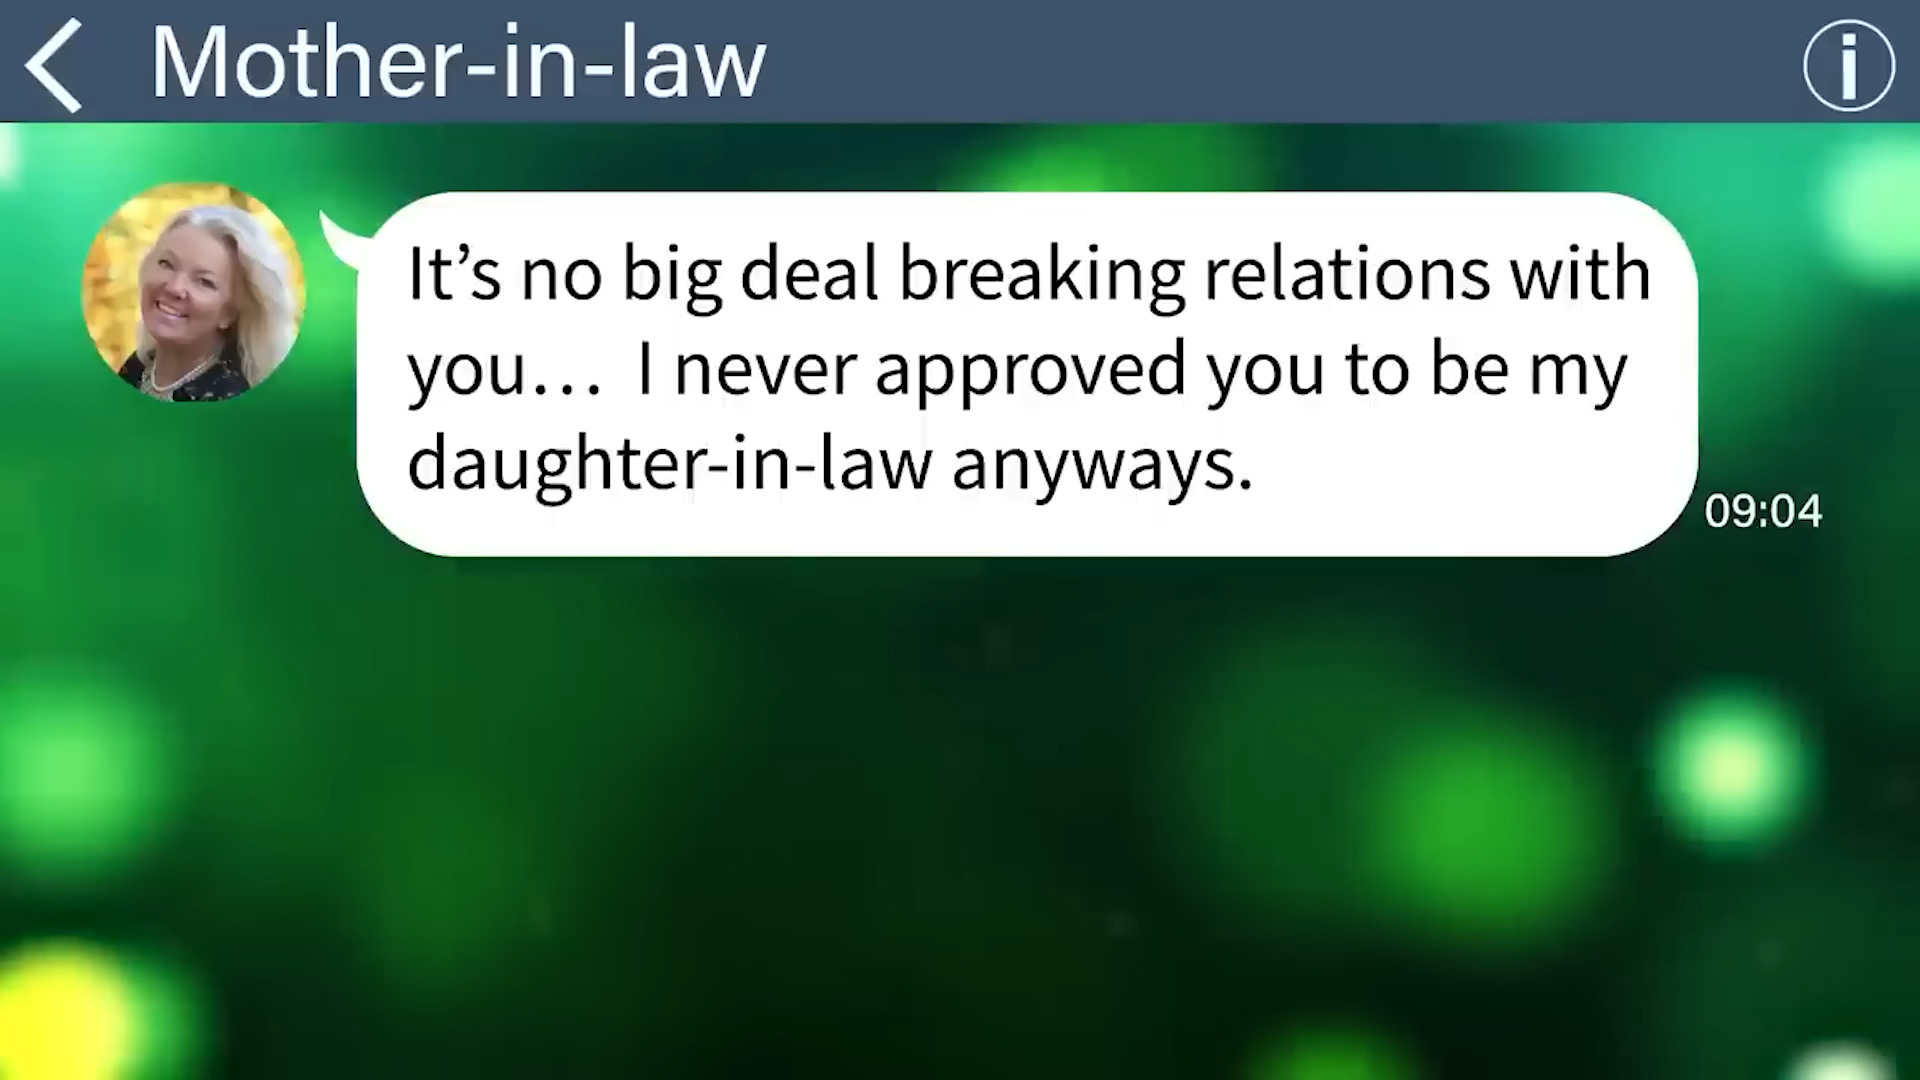 Mother-in-law
It’s no big deal breaking relations with
you… I never approved you to be my
daughter-in-law anyways.
09:04